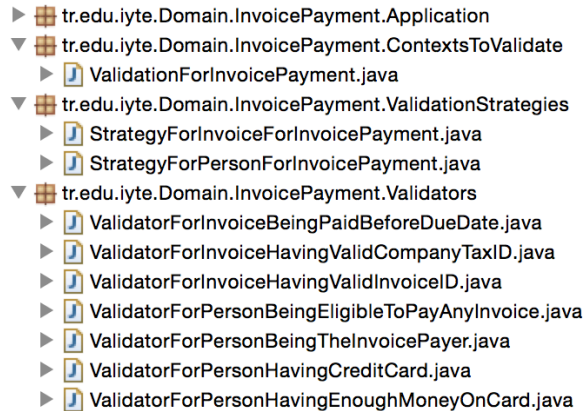 tr.edu.iyte.Domain.InvoicePayment.Application
tr.edu.iyte.Domain.InvoicePayment.ContextsToValidate
ValidationForInvoicePayment.java
tr.edu.iyte.Domain.InvoicePayment.ValidationStrategies
StrategyForInvoiceForInvoicePayment.java
StrategyForPersonForInvoicePayment.java
tr.edu.iyte.Domain.InvoicePayment.Validators
ValidatorForInvoiceBeingPaidBeforeDueDate.java
ValidatorForInvoiceHavingValidCompanyTaxID.java
ValidatorForInvoiceHavingValidInvoiceID.java
ValidatorForPersonBeingEligibleToPayAnyInvoice.java
ValidatorForPersonBeingTheInvoicePayer.java
ValidatorForPersonHavingCreditCard.java
ValidatorForPersonHavingEnoughMoneyOnCard.java